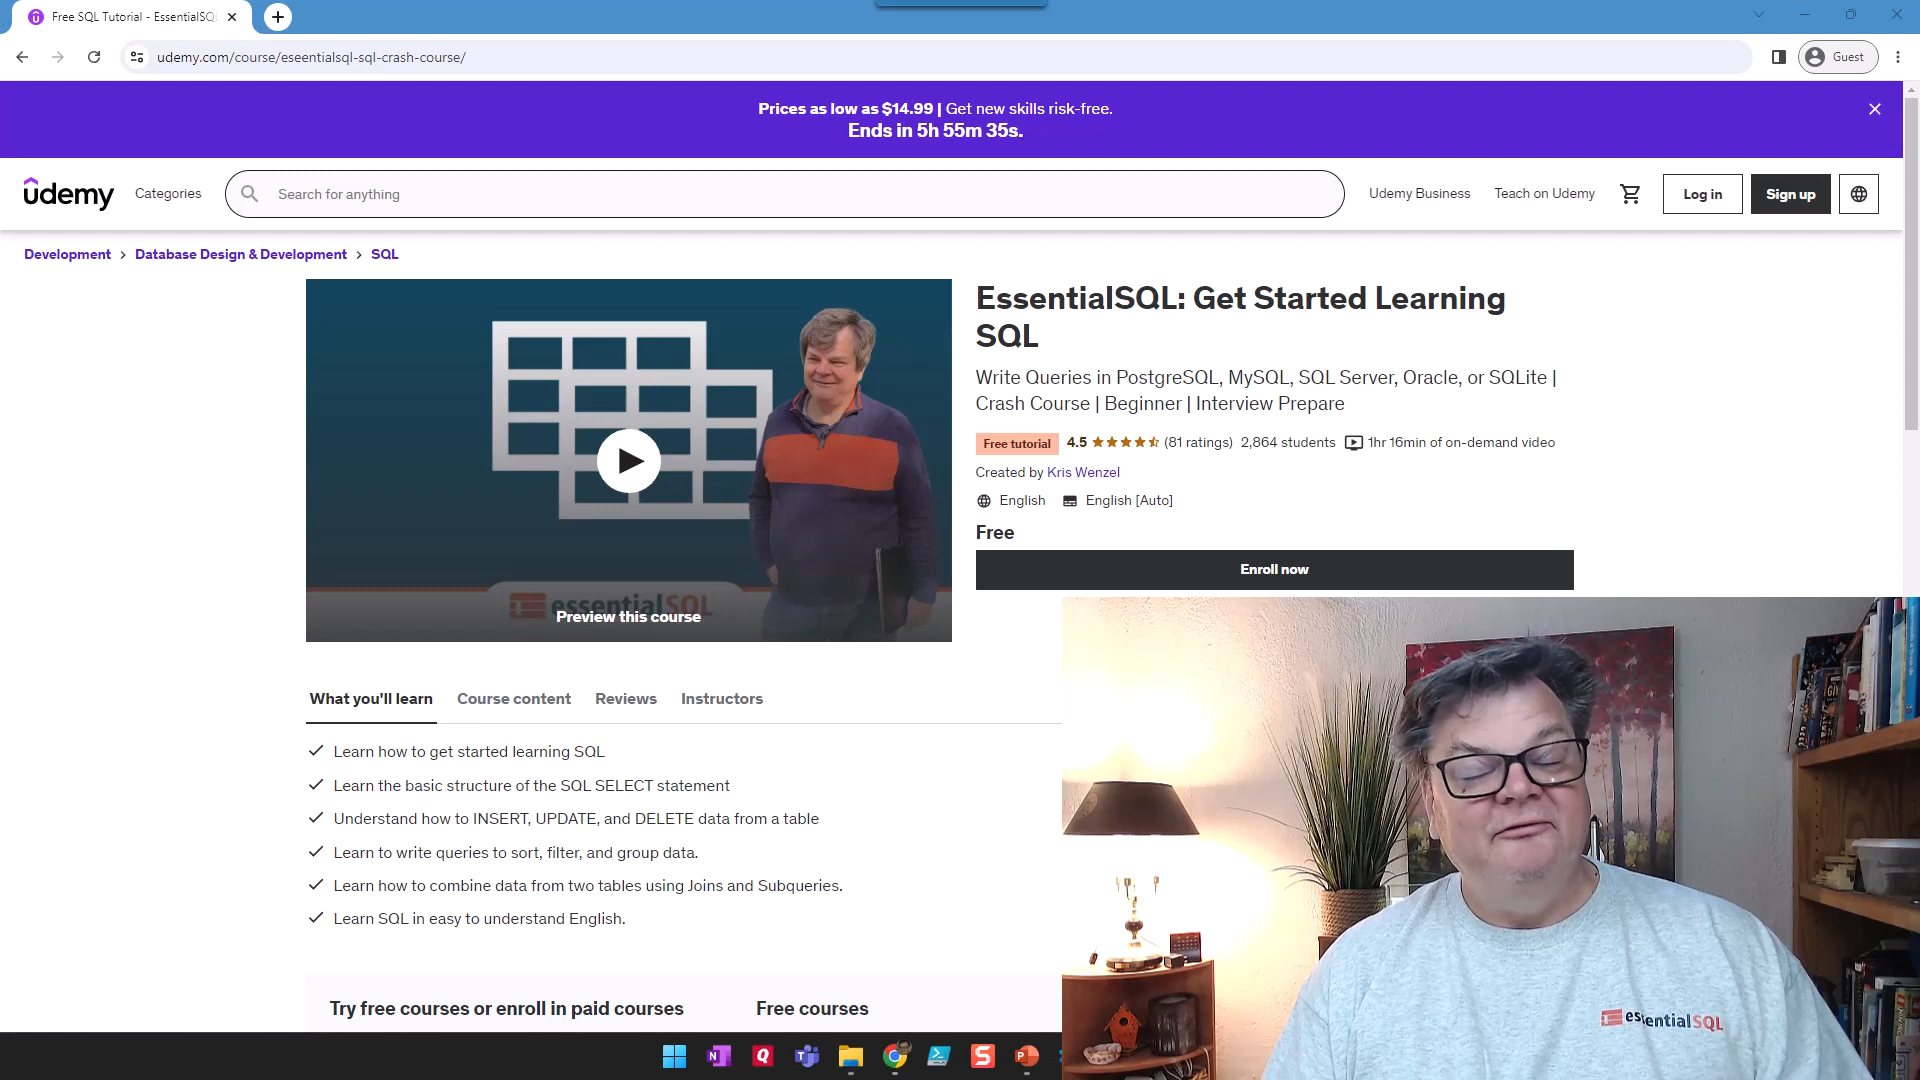 Free SQL Tutorial - EssentialSQL
udemy.com/course/eseentialsql-sql-crash-course/
Guest
Prices as low as $14.99 | Get new skills risk-free.
Ends in 5h 55m 35s.
udemy
Categories
Search for anything
Udemy Business
Teach on Udemy
Log in
Sign up
Development > Database Design & Development > SQL
essentialSQL
Preview this course
EssentialSQL: Get Started Learning
SQL
Write Queries in PostgreSQL, MySQL, SQL Server, Oracle, or SQLite |
Crash Course | Beginner | Interview Prepare
Free tutorial 4.5 (81 ratings) 2,864 students 1hr 16min of on-demand video
Created by Kris Wenzel
English English [Auto]
Free
Enroll now
What you'll learn
Course content
Reviews
Instructors
Learn how to get started learning SQL
Learn the basic structure of the SQL SELECT statement
Understand how to INSERT, UPDATE, and DELETE data from a table
Learn to write queries to sort, filter, and group data.
Learn how to combine data from two tables using Joins and Subqueries.
Learn SQL in easy to understand English.
Try free courses or enroll in paid courses
Free courses
essentialSQL